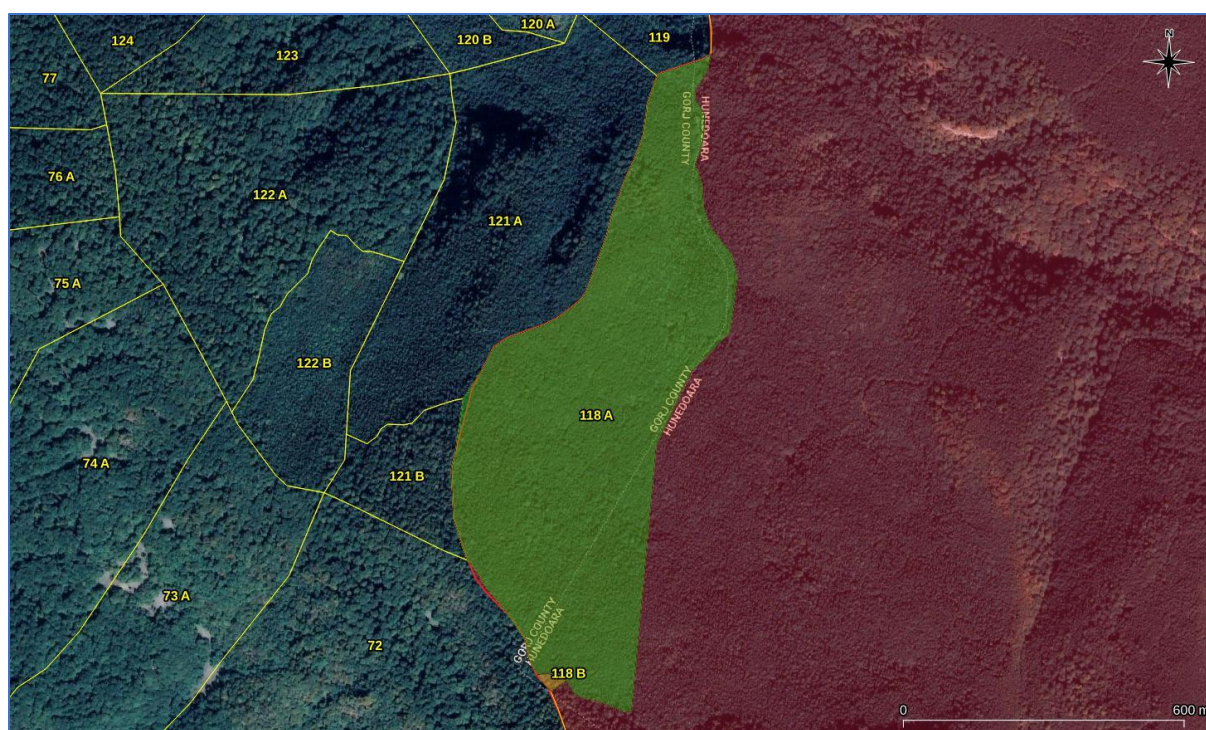 120 A
124
123
120 B
119
N
77
GORJ COUNTY
HUNEDOARA
76 A
122 A
121 A
75 A
122 B
GORJ COUNTY
HUNEDOARA
118 A
74 A
121 B
73 A
GORJ COUNTY
HUNEDOARA
72
118 B
0
600 m